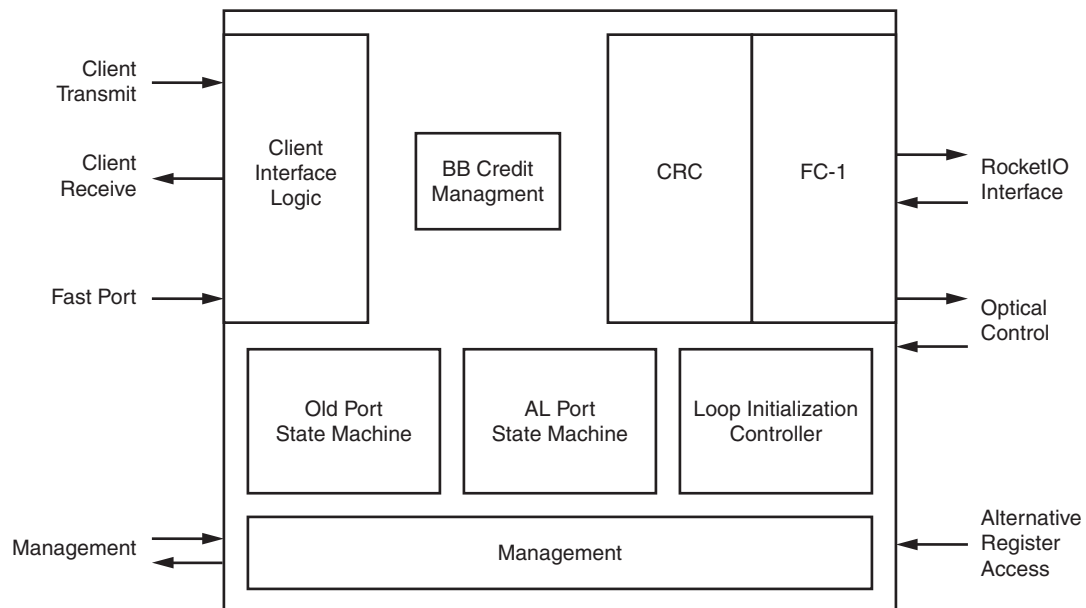 Client
Transmit
Client
Receive
Fast Port
Management
Client
Interface
Logic
BB Credit
Managment
CRC
FC-1
RocketIO
Interface
Optical
Control
Old Port
State Machine
AL Port
State Machine
Loop Initialization
Controller
Management
Alternative
Register
Access